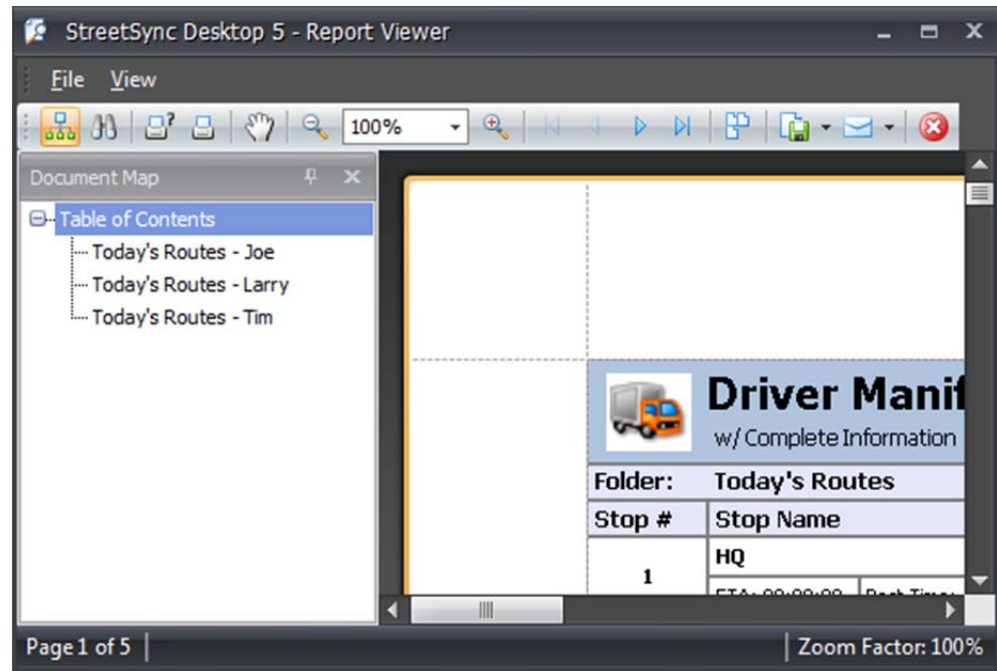 StreetSync Desktop 5 - Report Viewer
File View
100%
Document Map
Table of Contents
Today's Routes - Joe
Today's Routes - Larry
Today's Routes - Tim
Driver
w/ Complete Information
Folder: Today's Routes
Stop # Stop Name
HQ
1
Page 1 of 5
Zoom Factor: 100%